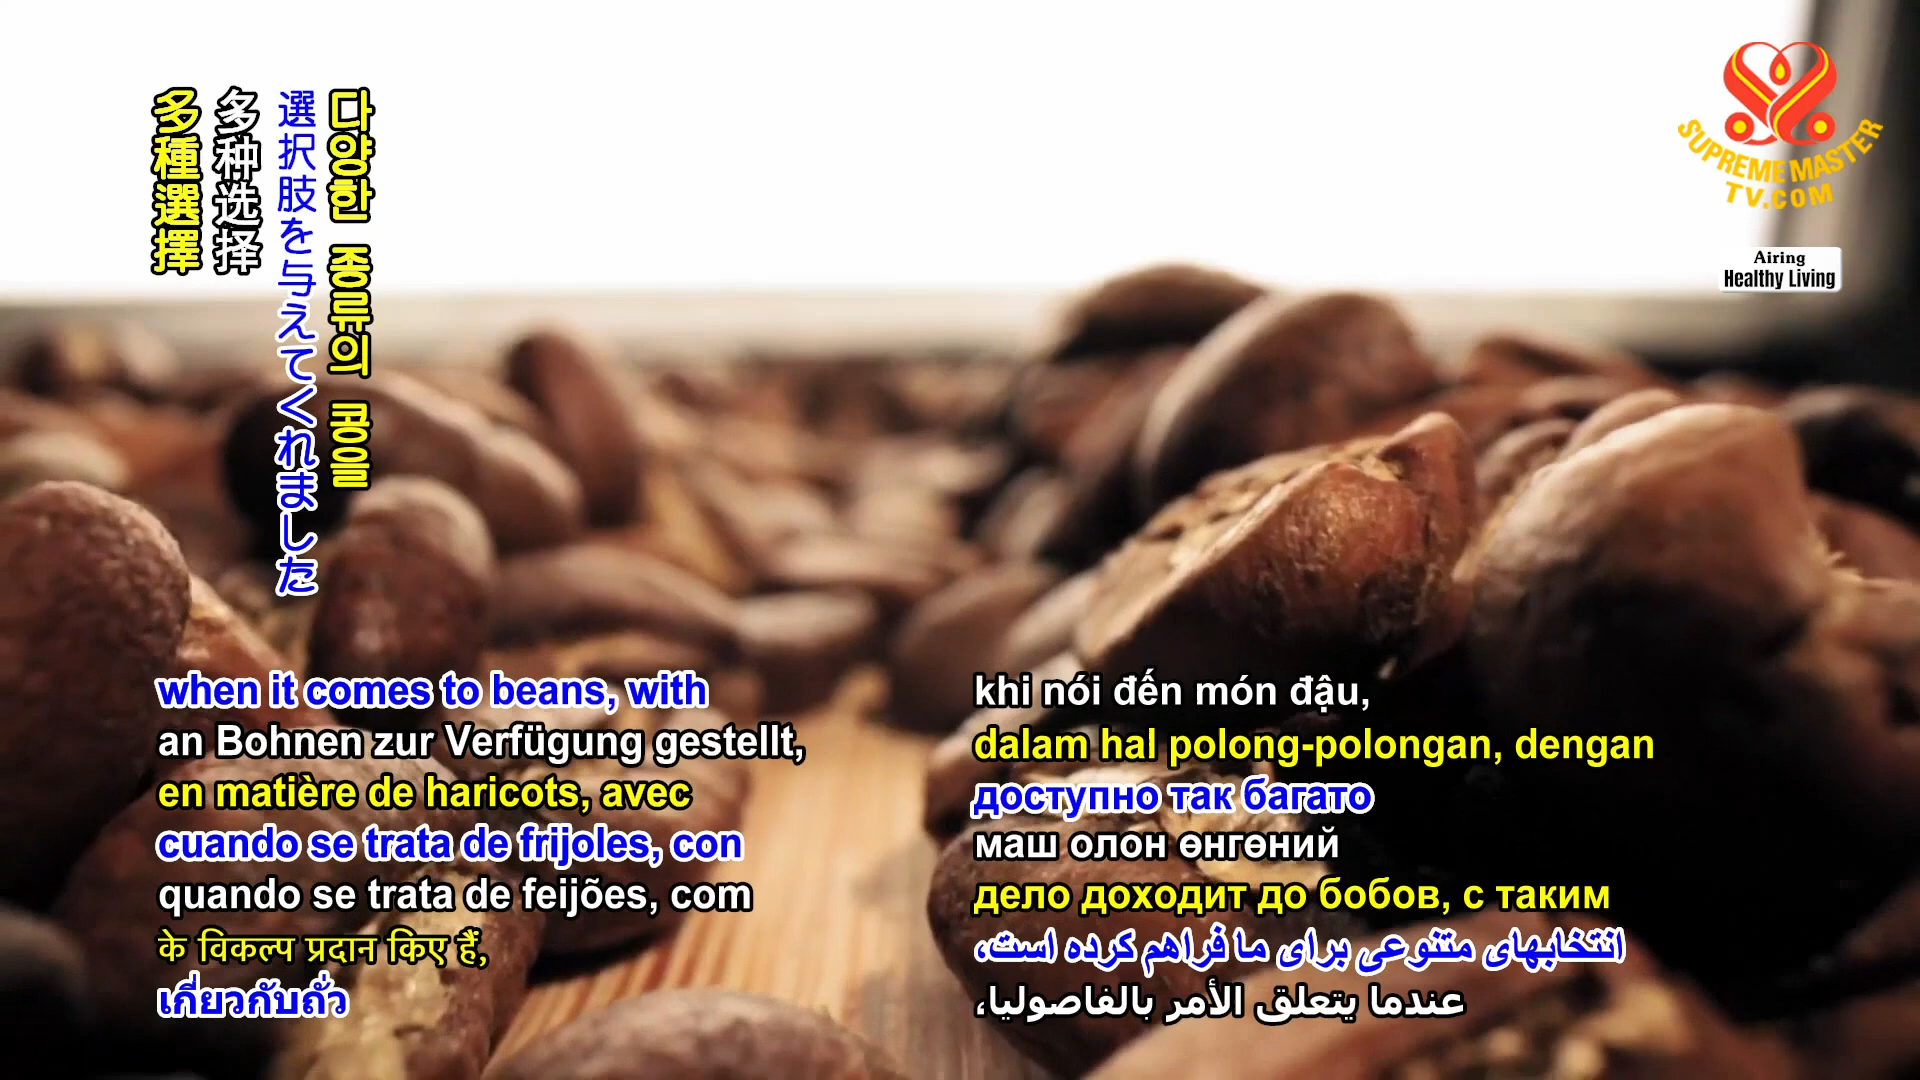 多種選擇
多种选择
選択肢を与えてくれました
다양한 종류의 콩을
SUPREME MASTER
TV.COM
Airing
Healthy Living
when it comes to beans, with
an Bohnen zur Verfügung gestellt,
en matière de haricots, avec
cuando se trata de frijoles, con
quando se trata de feijões, com
के विकल्प प्रदान किए हैं,
เกี่ยวกับถั่ว
khi nói đến món đậu,
dalam hal polong-polongan, dengan
доступно так багато
маш олон өнгөний
дело доходит до бобов, с таким
انتخابهای متنوعی برای ما فراهم کرده است،
عندما يتعلق الأمر بالفاصوليا،